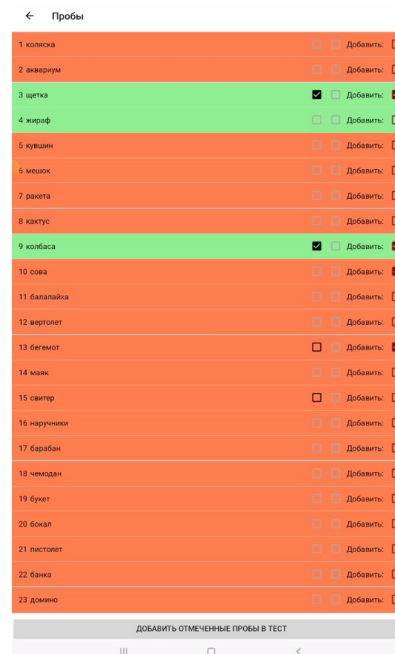 Пробы
1 коляска Добавить:
2 аквариум Добавить:
3 щетка Добавить:
4 жираф Добавить:
5 кувшин Добавить:
6 мешок Добавить:
7 ракета Добавить:
8 кактус Добавить:
9 колбаса Добавить:
10 сова Добавить:
11 балалайка Добавить:
12 вертолет Добавить:
13 бегемот Добавить:
14 маяк Добавить:
15 свитер Добавить:
16 наручники Добавить:
17 барабан Добавить:
18 чемодан Добавить:
19 букет Добавить:
20 бокал Добавить:
21 пистолет Добавить:
22 банка Добавить:
23 домино Добавить:
ДОБАВИТЬ ОТМЕЧЕННЫЕ ПРОБЫ В ТЕСТ